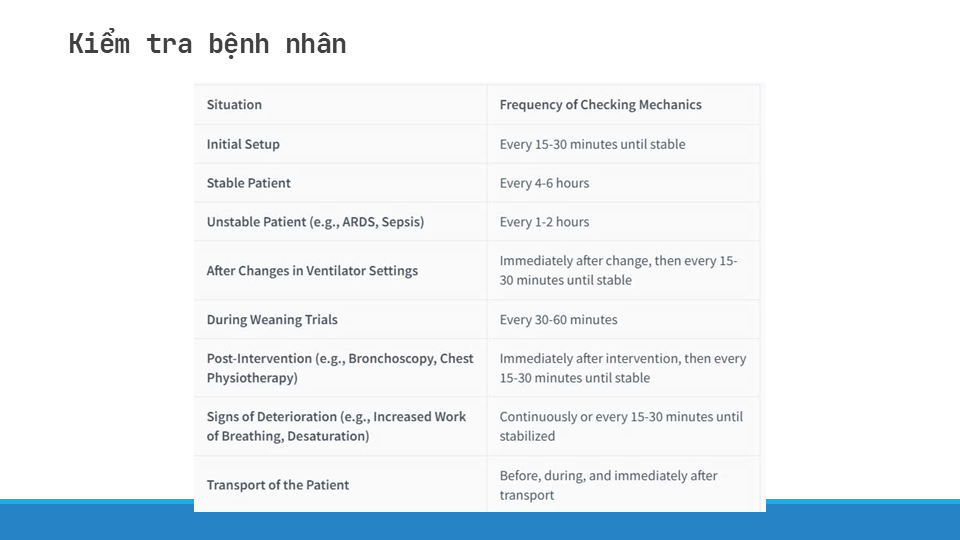 Kiểm tra bệnh nhân
Situation
Frequency of Checking Mechanics
Initial Setup
Every 15-30 minutes until stable
Stable Patient
Every 4-6 hours
Unstable Patient (e.g., ARDS, Sepsis)
Every 1-2 hours
After Changes in Ventilator Settings
Immediately after change, then every 15-
30 minutes until stable
During Weaning Trials
Every 30-60 minutes
Post-Intervention (e.g., Bronchoscopy, Chest
Physiotherapy)
Immediately after intervention, then every
15-30 minutes until stable
Signs of Deterioration (e.g., Increased Work
of Breathing, Desaturation)
Continuously or every 15-30 minutes until
stabilized
Transport of the Patient
Before, during, and immediately after
transport